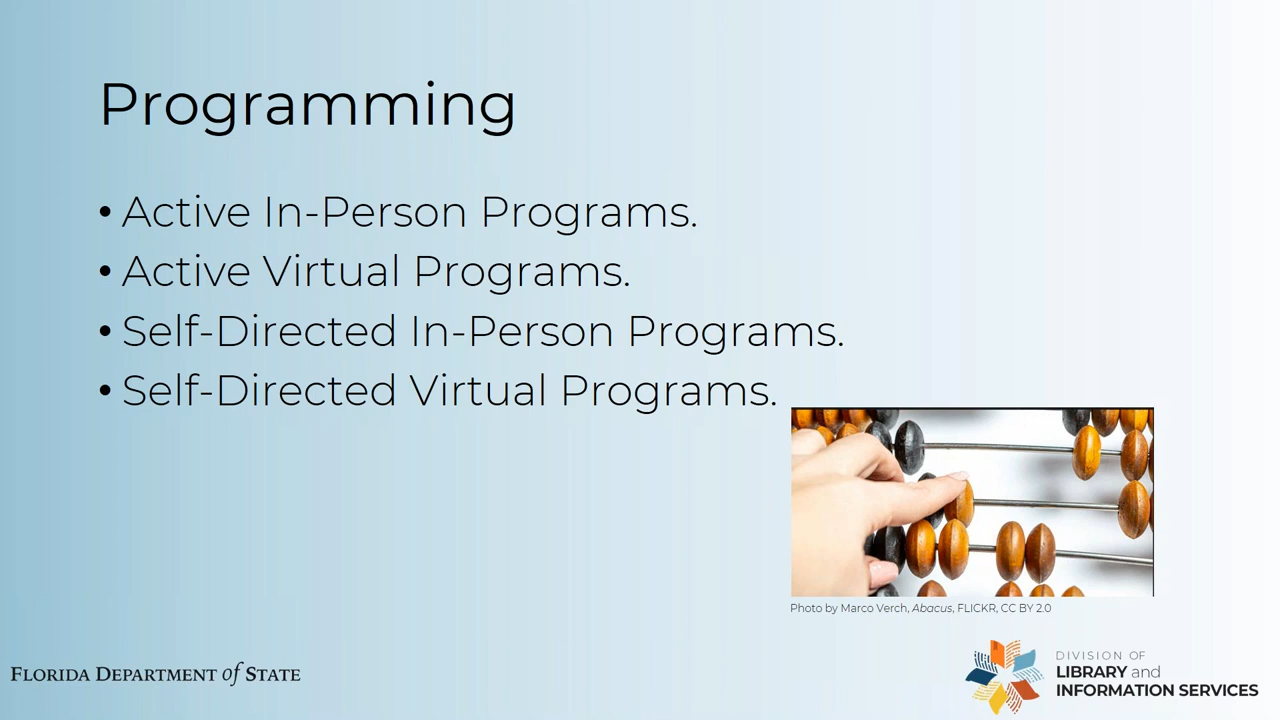 Programming
• Active In-Person Programs.
• Active Virtual Programs.
• Self-Directed In-Person Programs.
• Self-Directed Virtual Programs.
Photo by Marco Verch, Abacus, FLICKR, CC BY 2.0
FLORIDA DEPARTMENT of STATE
DIVISION OF
LIBRARY and
INFORMATION SERVICES